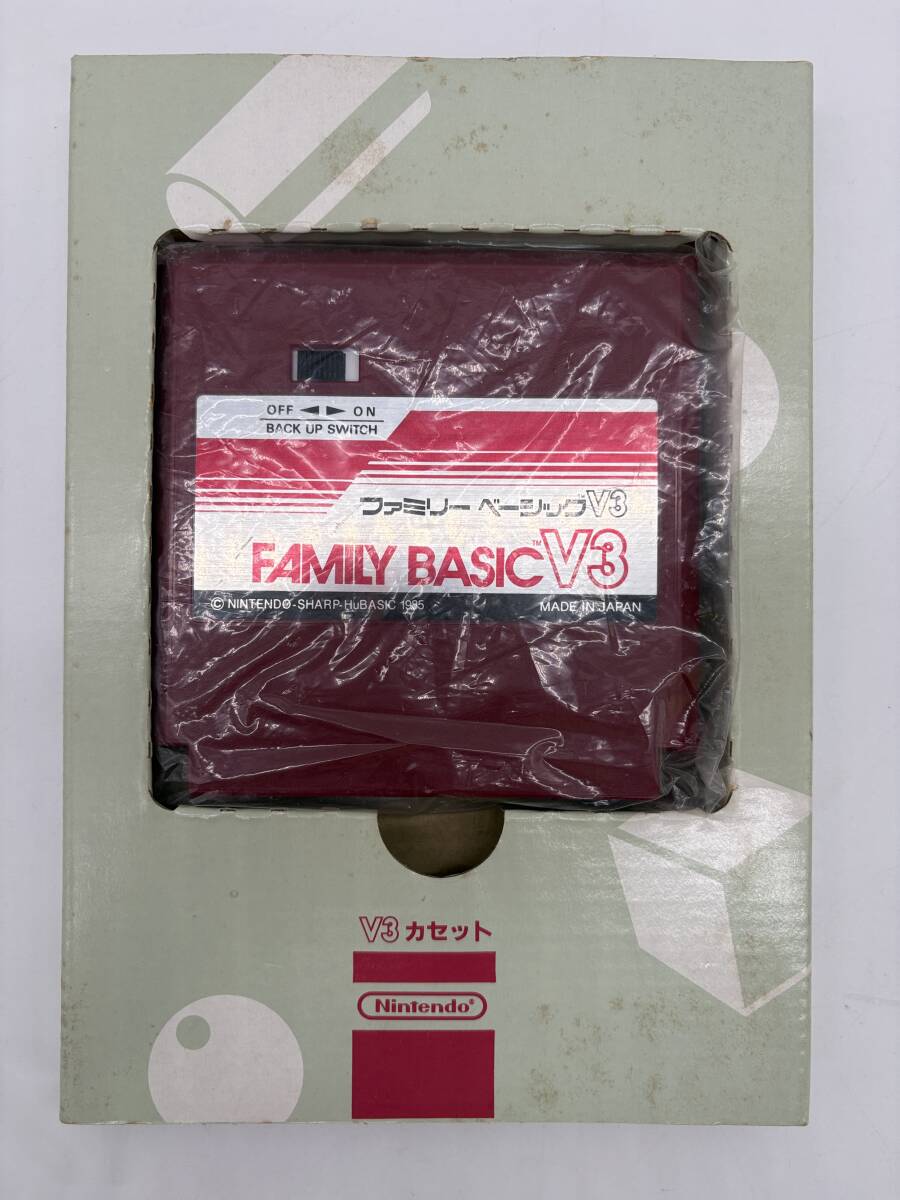 OFF ◀ ▶ ON
BACK UP SWITCH
ファミリー ベーシックV3
FAMILY BASIC™ V3
© NINTENDO-SHARP-HuBASIC 1985
MADE IN JAPAN
V3 カセット
Nintendo®